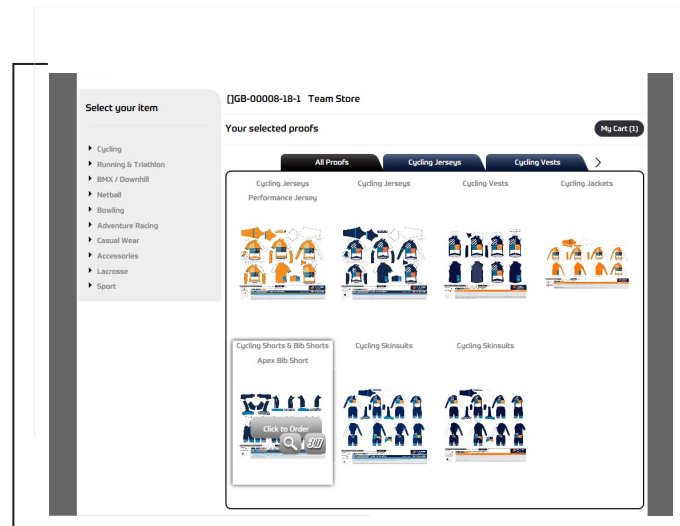 Select your item
[]GB-00008-18-1 Team Store
Your selected proofs
My Cart (1)
Cycling
Running & Triathlon
BMX / Downhill
Netball
Bowling
Adventure Racing
Casual Wear
Accessories
Lacrosse
Sport
All Proofs
Cycling Jerseys
Cycling Vests
Cycling Jerseys
Performance Jersey
Cycling Jerseys
Cycling Vests
Cycling Jackets
Cycling Shorts & Bib Shorts
Apex Bib Short
Click to Order
3D
Cycling Skinsuits
Cycling Skinsuits